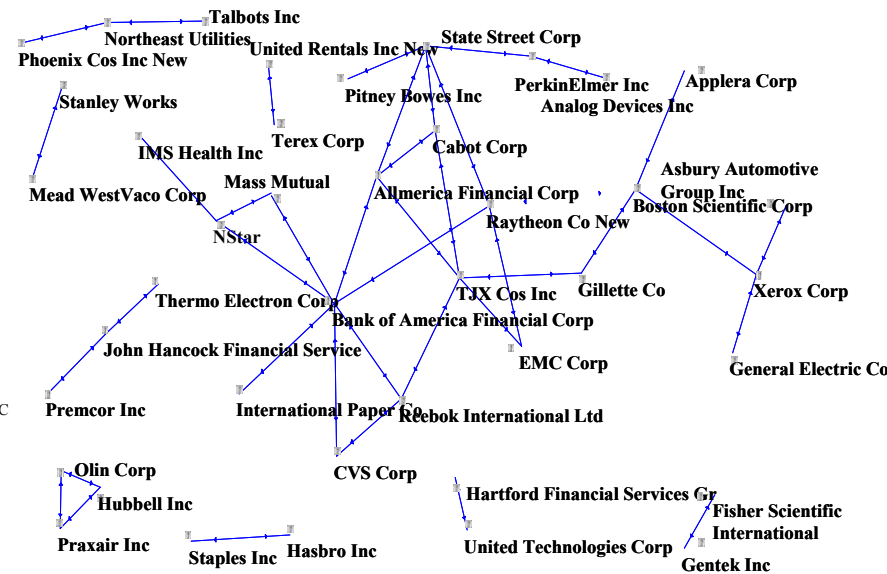 Talbots Inc
Northeast Utilities
Phoenix Cos Inc New
United Rentals Inc New
State Street Corp
Stanley Works
Pitney Bowes Inc
PerkinElmer Inc
Analog Devices Inc
Applera Corp
IMS Health Inc
Terex Corp
Cabot Corp
Mead WestVaco Corp
Mass Mutual
Allmerica Financial Corp
Asbury Automotive
Group Inc
Boston Scientific Corp
NStar
Raytheon Co New
Thermo Electron Corp
TJX Cos Inc
Gillette Co
Xerox Corp
Bank of America Financial Corp
John Hancock Financial Service
EMC Corp
General Electric Co
C
Premcor Inc
International Paper Co
Reebok International Ltd
CVS Corp
Olin Corp
Hubbell Inc
Hartford Financial Services Gr
Fisher Scientific
International
Praxair Inc
Staples Inc
Hasbro Inc
United Technologies Corp
Gentek Inc